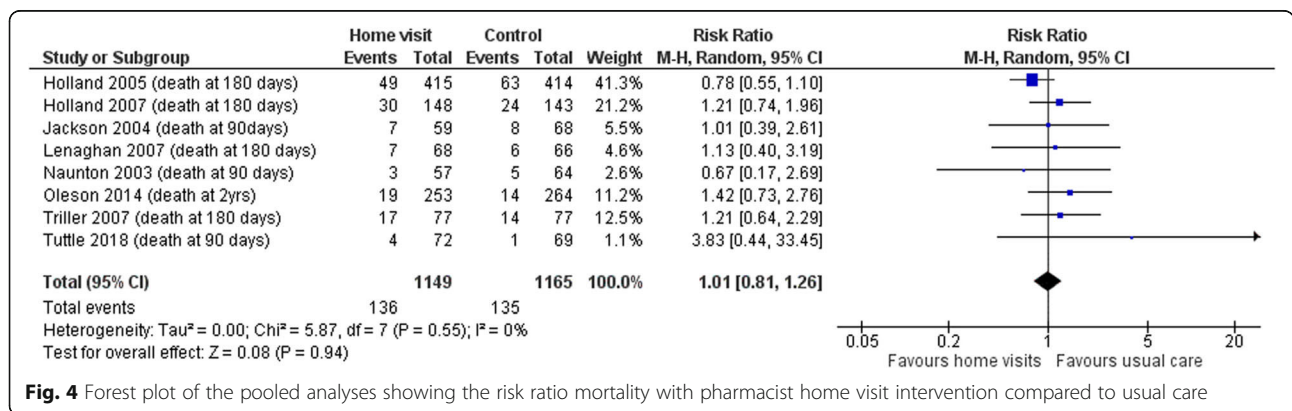 Home visit Control Risk Ratio Risk Ratio
Study or Subgroup Events Total Events Total Weight M-H, Random, 95% CI M-H, Random, 95% CI
Holland 2005 (death at 180 days) 49 415 63 414 41.3% 0.78 [0.55, 1.10]
Holland 2007 (death at 180 days) 30 148 24 143 21.2% 1.21 [0.74, 1.96]
Jackson 2004 (death at 90days) 7 59 8 68 5.5% 1.01 [0.39, 2.61]
Lenaghan 2007 (death at 180 days) 7 68 6 66 4.6% 1.13 [0.40, 3.19]
Naunton 2003 (death at 90 days) 3 57 5 64 2.6% 0.67 [0.17, 2.69]
Oleson 2014 (death at 2yrs) 19 253 14 264 11.2% 1.42 [0.73, 2.76]
Triller 2007 (death at 180 days) 17 77 14 77 12.5% 1.21 [0.64, 2.29]
Tuttle 2018 (death at 90 days) 4 72 1 69 1.1% 3.83 [0.44, 33.45]
Total (95% CI) 1149 1165 100.0% 1.01 [0.81, 1.26]
Total events 136 135
Heterogeneity: Tau² = 0.00; Chi² = 5.87, df = 7 (P = 0.55); I² = 0%
Test for overall effect: Z = 0.08 (P = 0.94)
0.05 0.2 1 5 20
Favours home visits Favours usual care
Fig. 4 Forest plot of the pooled analyses showing the risk ratio mortality with pharmacist home visit intervention compared to usual care